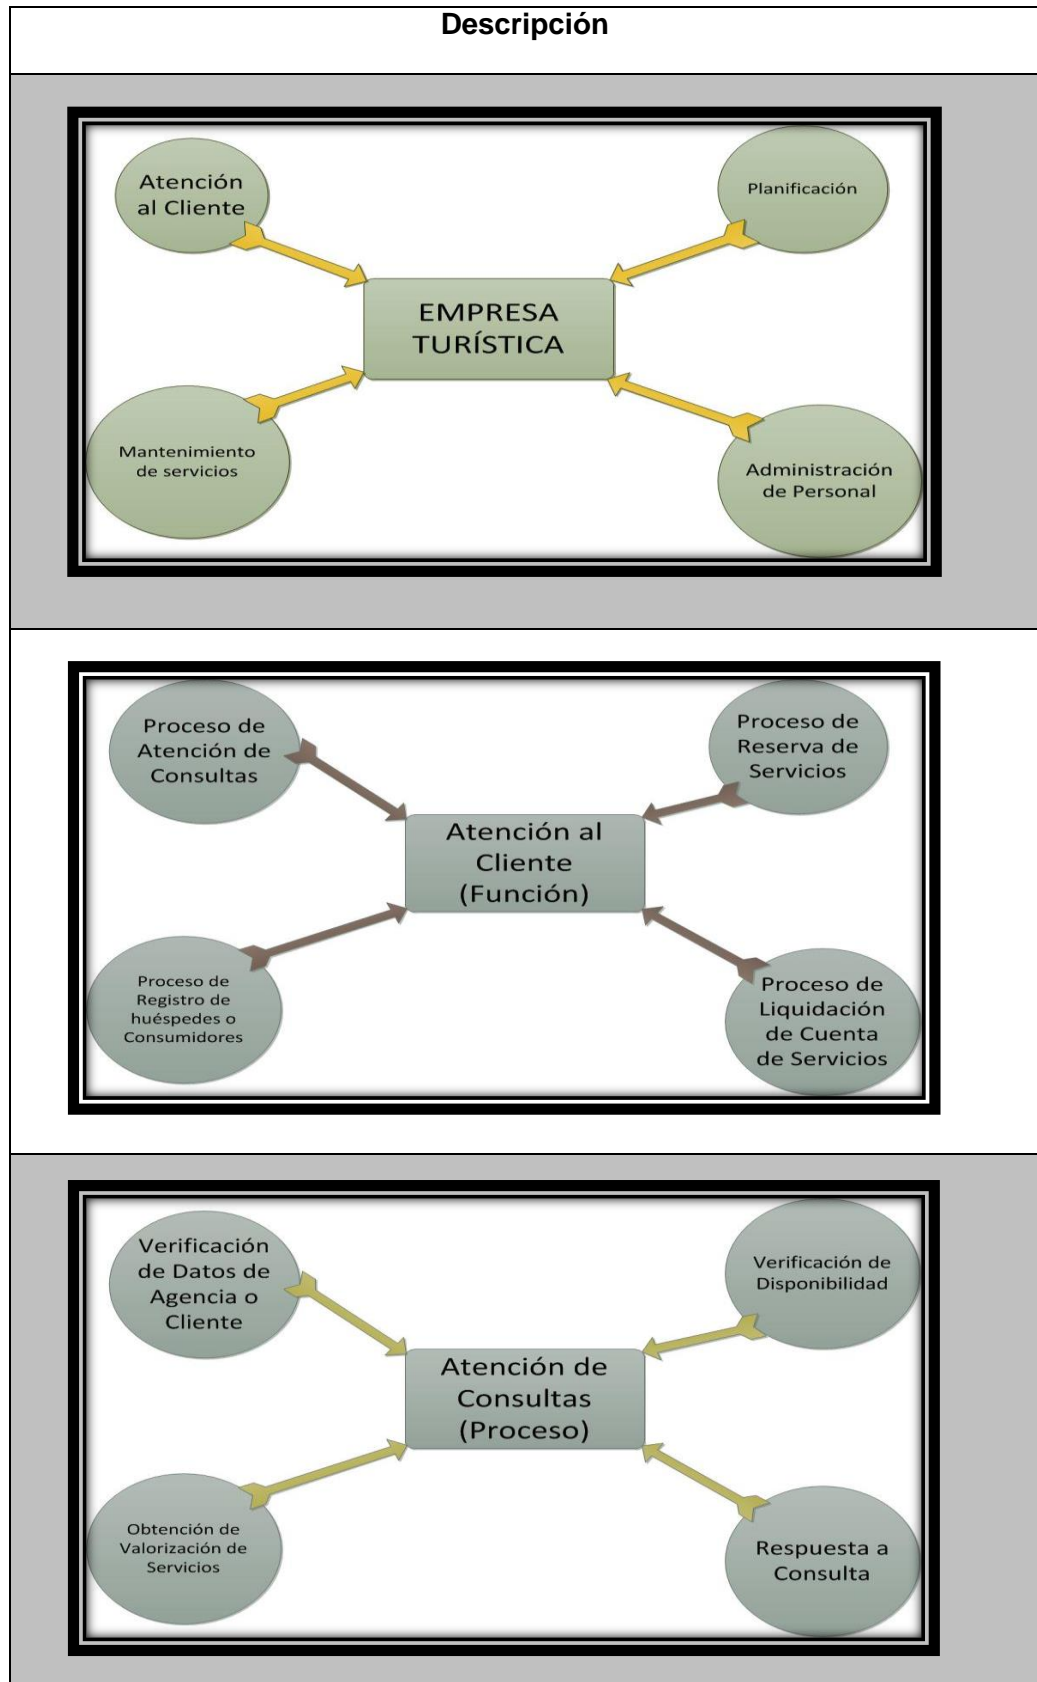 Descripción
Atención
al Cliente
Planificación
EMPRESA
TURÍSTICA
Mantenimiento
de servicios
Administración
de Personal
Proceso de
Atención de
Consultas
Proceso de
Reserva de
Servicios
Atención al
Cliente
(Función)
Proceso de
Registro de
huéspedes o
Consumidores
Proceso de
Liquidación
de Cuenta
de Servicios
Verificación
de Datos de
Agencia o
Cliente
Verificación de
Disponibilidad
Atención de
Consultas
(Proceso)
Obtención de
Valorización de
Servicios
Respuesta a
Consulta